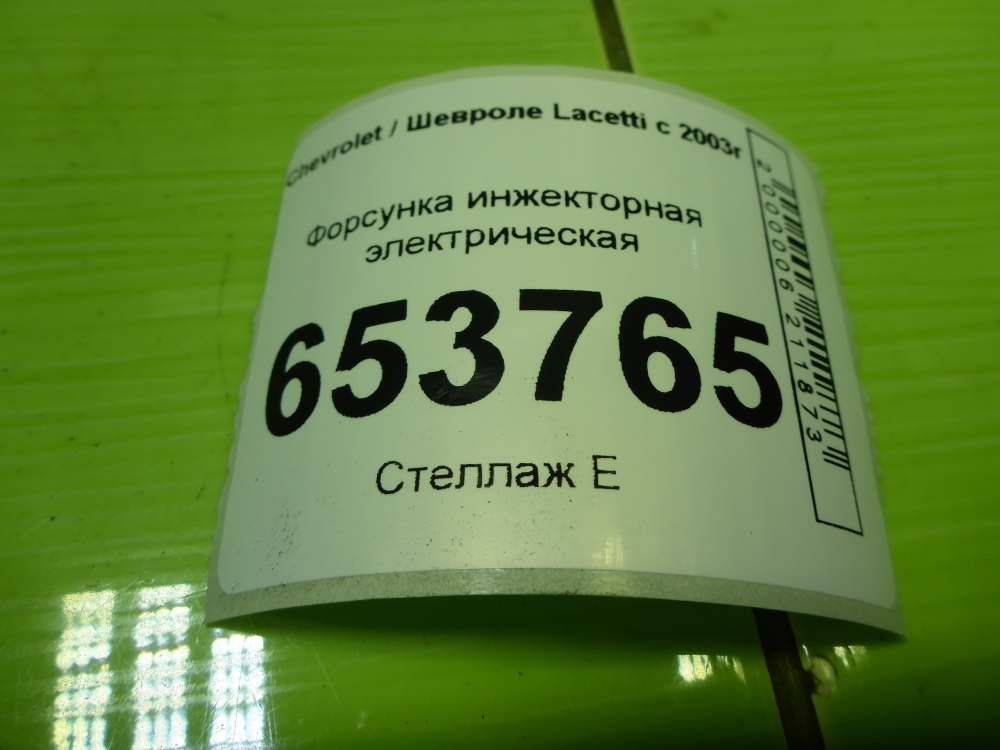 Chevrolet / Шевроле Lacetti с 2003г
Форсунка инжекторная
электрическая
653765
Стеллаж Е
2000006211873